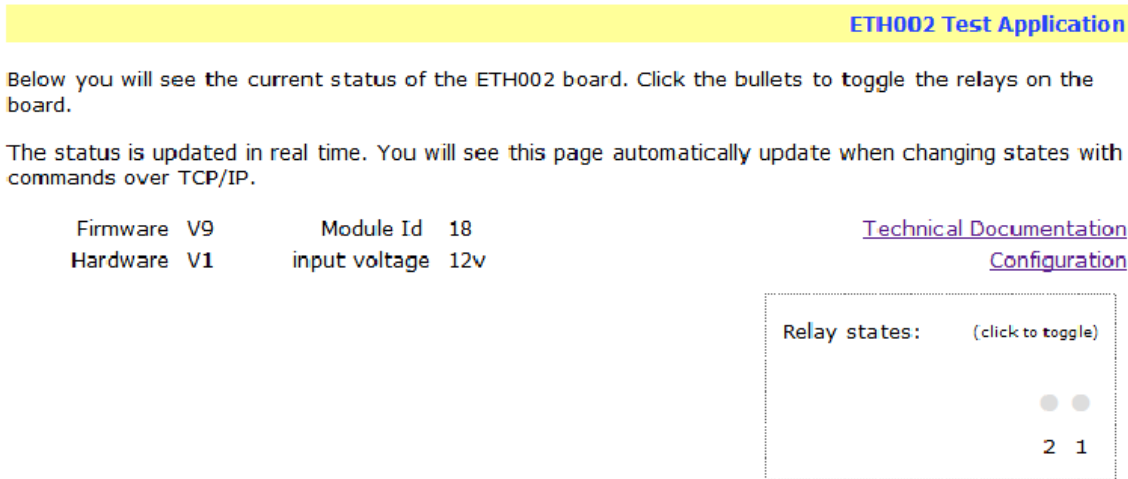 ETH002 Test Application
Below you will see the current status of the ETH002 board. Click the bullets to toggle the relays on the
board.
The status is updated in real time. You will see this page automatically update when changing states with
commands over TCP/IP.
Firmware V9 Module Id 18 Technical Documentation
Hardware V1 input voltage 12v Configuration
Relay states: (click to toggle)
2 1